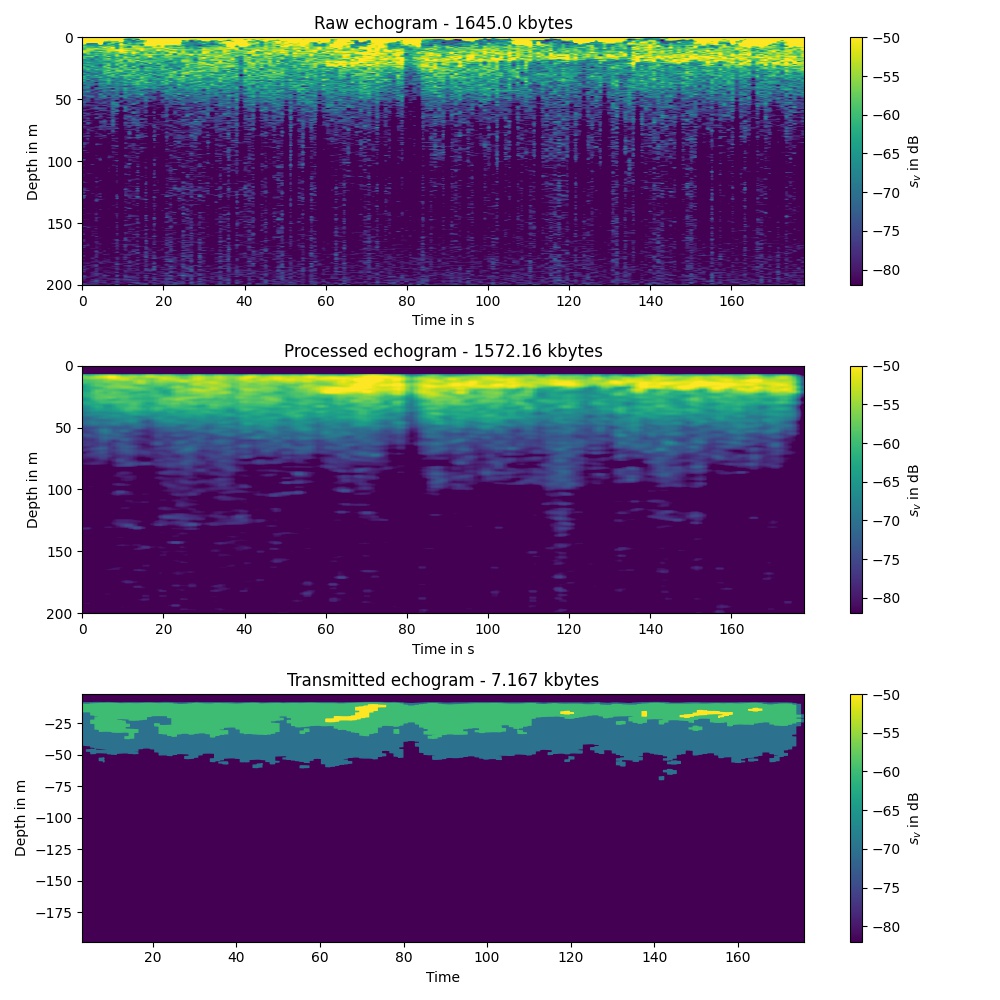 Raw echogram - 1645.0 kbytes
0
50
100
150
200
Depth in m
0 20 40 60 80 100 120 140 160
Time in s
−50
−55
−60
−65
−70
−75
−80
s_v in dB
Processed echogram - 1572.16 kbytes
0
50
100
150
200
Depth in m
0 20 40 60 80 100 120 140 160
Time in s
−50
−55
−60
−65
−70
−75
−80
s_v in dB
Transmitted echogram - 7.167 kbytes
−25
−50
−75
−100
−125
−150
−175
Depth in m
20 40 60 80 100 120 140 160
Time
−50
−55
−60
−65
−70
−75
−80
s_v in dB